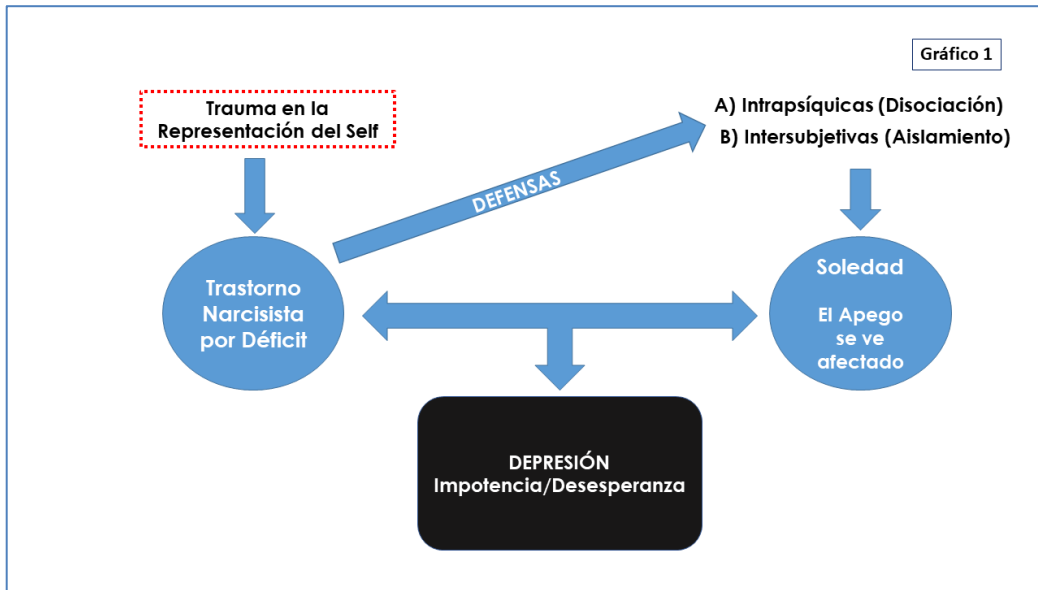 Gráfico 1
Trauma en la
Representación del Self
A) Intrapsíquicas (Disociación)
B) Intersubjetivas (Aislamiento)
DEFENSAS
Trastorno
Narcisista
por Déficit
Soledad
El Apego
se ve
afectado
DEPRESIÓN
Impotencia/Desesperanza